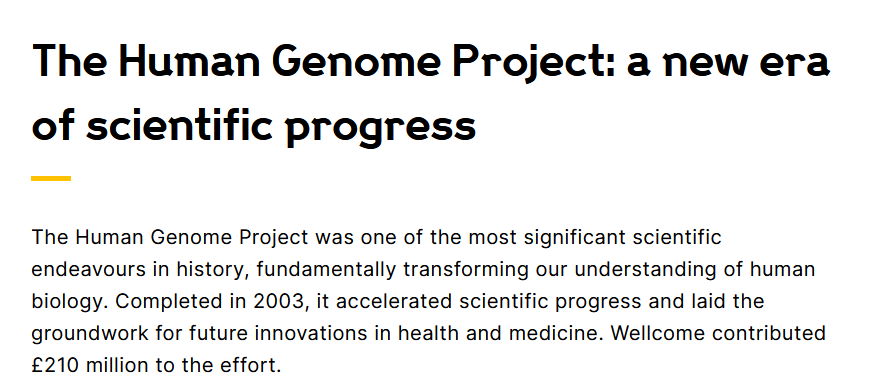 The Human Genome Project: a new era
of scientific progress
The Human Genome Project was one of the most significant scientific
endeavours in history, fundamentally transforming our understanding of human
biology. Completed in 2003, it accelerated scientific progress and laid the
groundwork for future innovations in health and medicine. Wellcome contributed
£210 million to the effort.